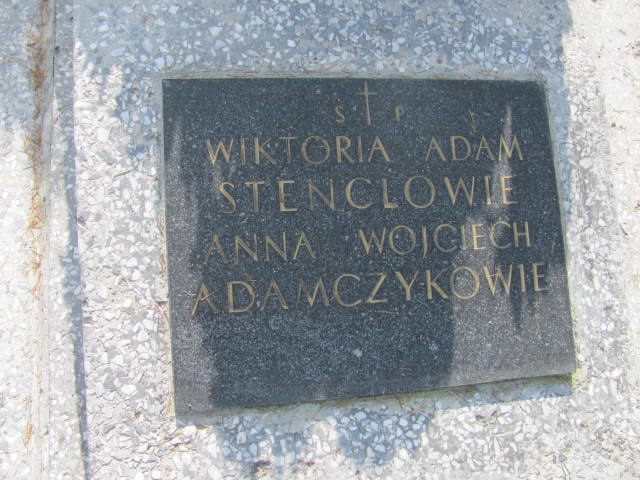 Ś † P
WIKTORIA ADAM
STENCLOWIE
ANNA WOJCIECH
ADAMCZYKOWIE